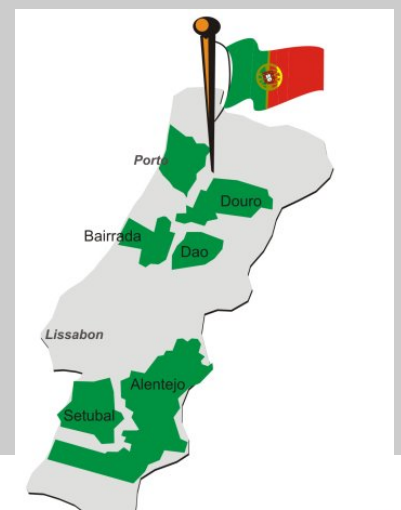 Porto
Douro
Bairrada
Dao
Lissabon
Alentejo
Setubal